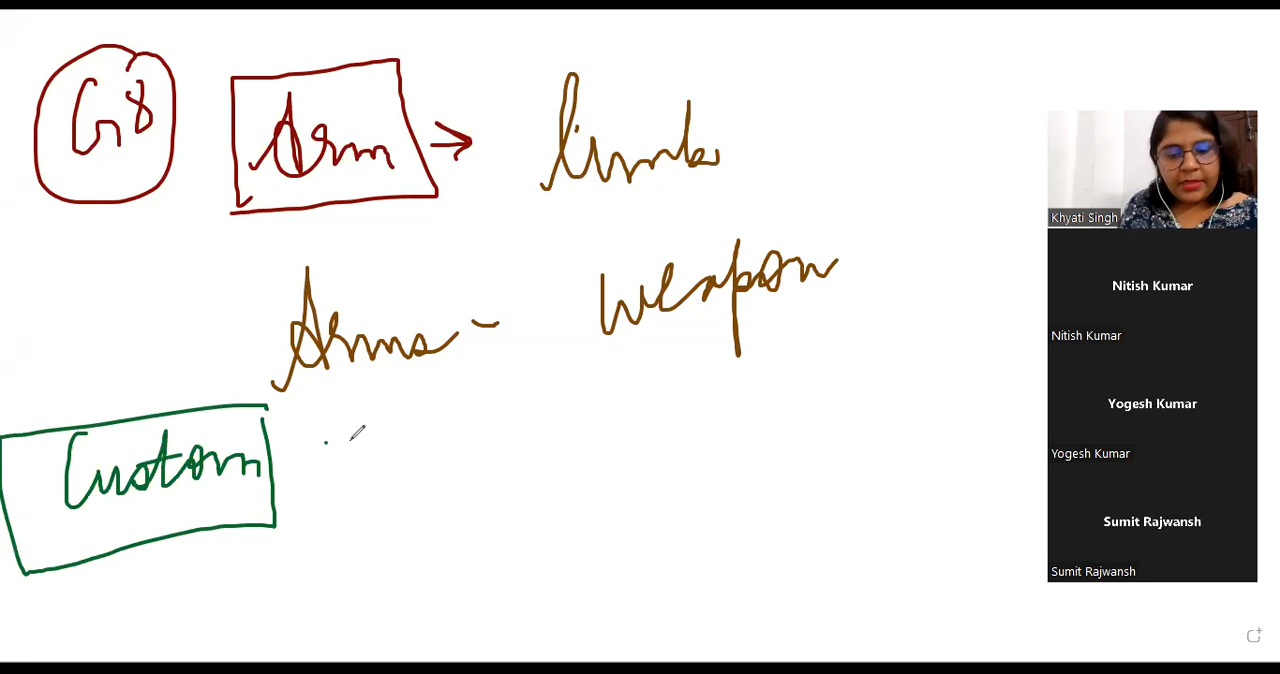 G8 Arm → limb
Khyati Singh
Arms - weapon
Nitish Kumar
Nitish Kumar
Yogesh Kumar
Custom
Yogesh Kumar
Sumit Rajwansh
Sumit Rajwansh